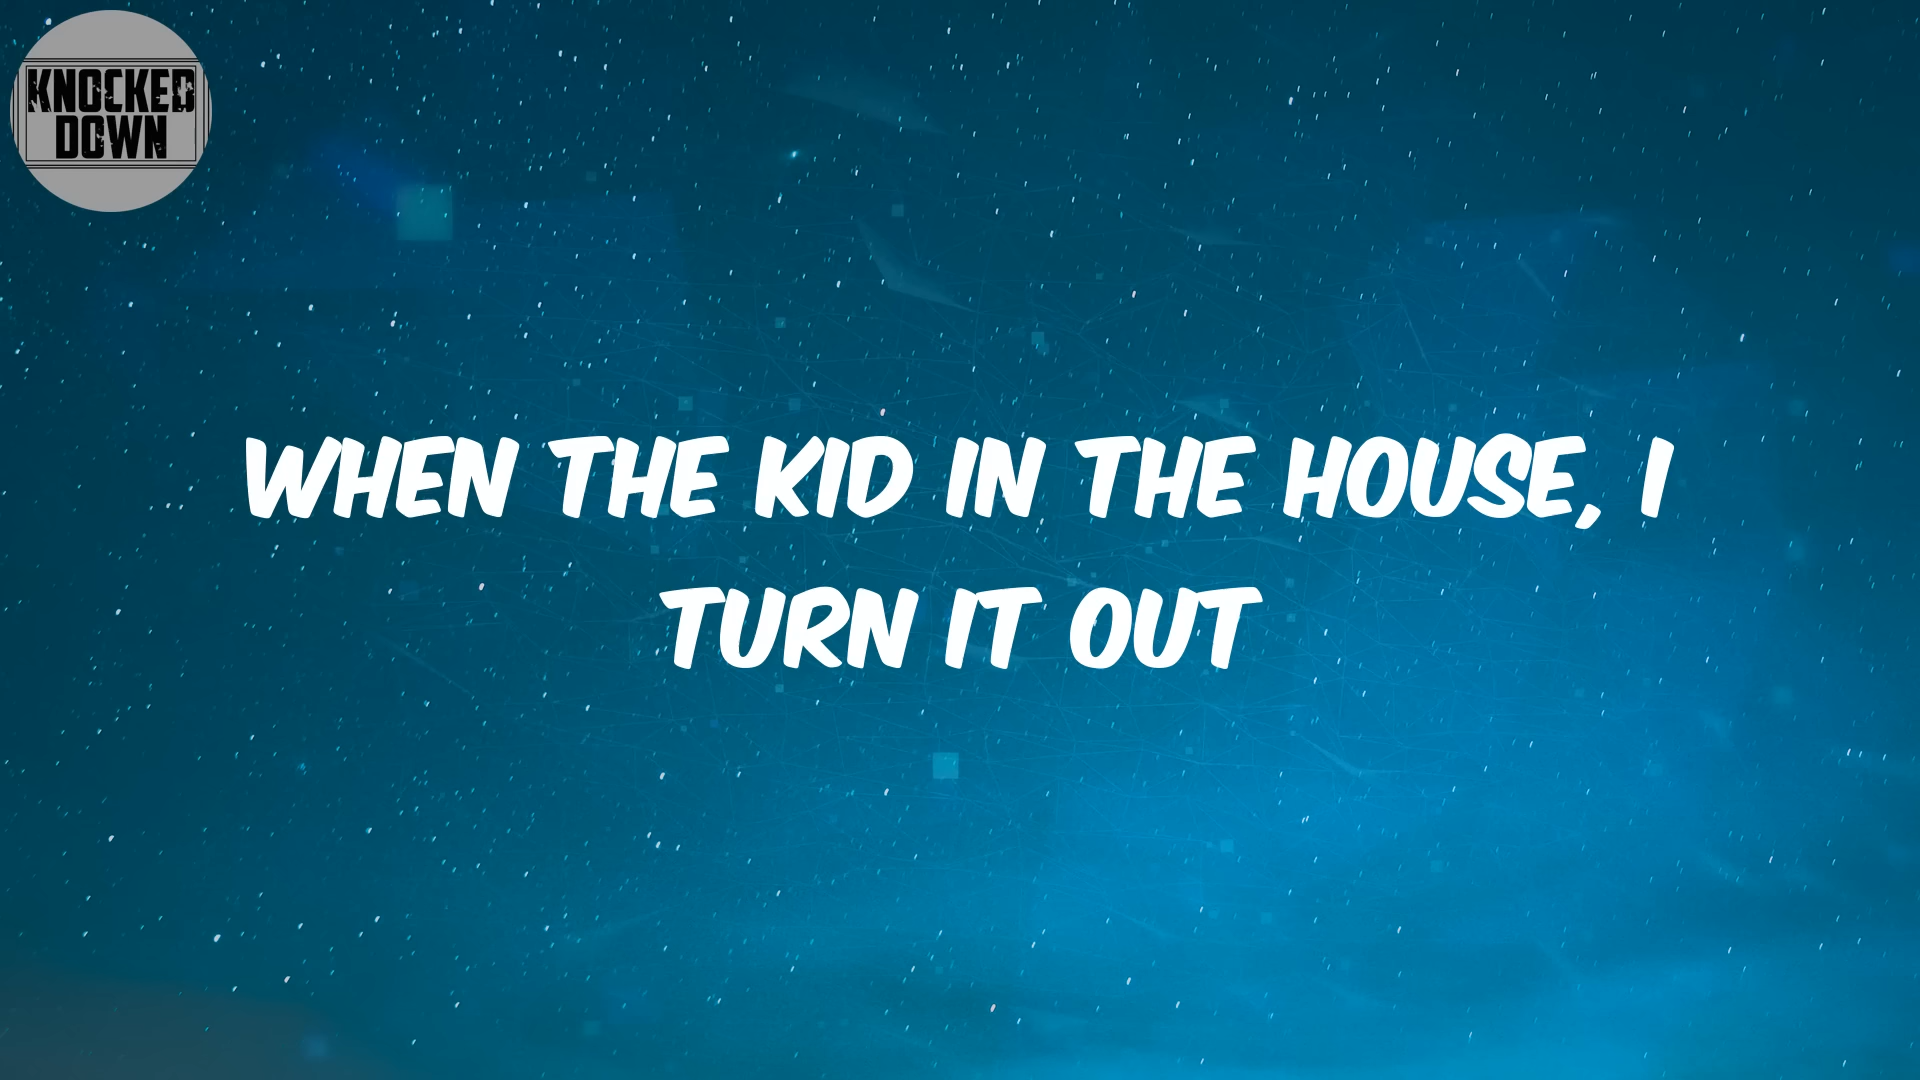 KNOCKED
DOWN
WHEN THE KID IN THE HOUSE, I
TURN IT OUT